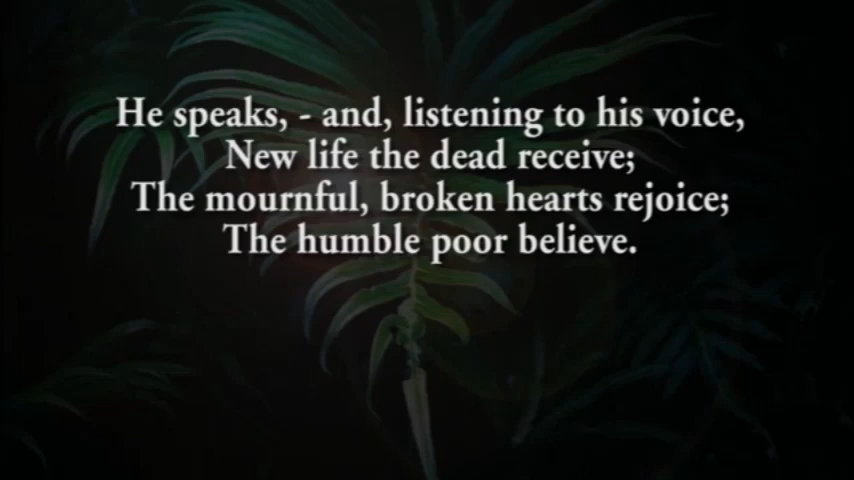 He speaks, - and, listening to his voice,
New life the dead receive;
The mournful, broken hearts rejoice;
The humble poor believe.